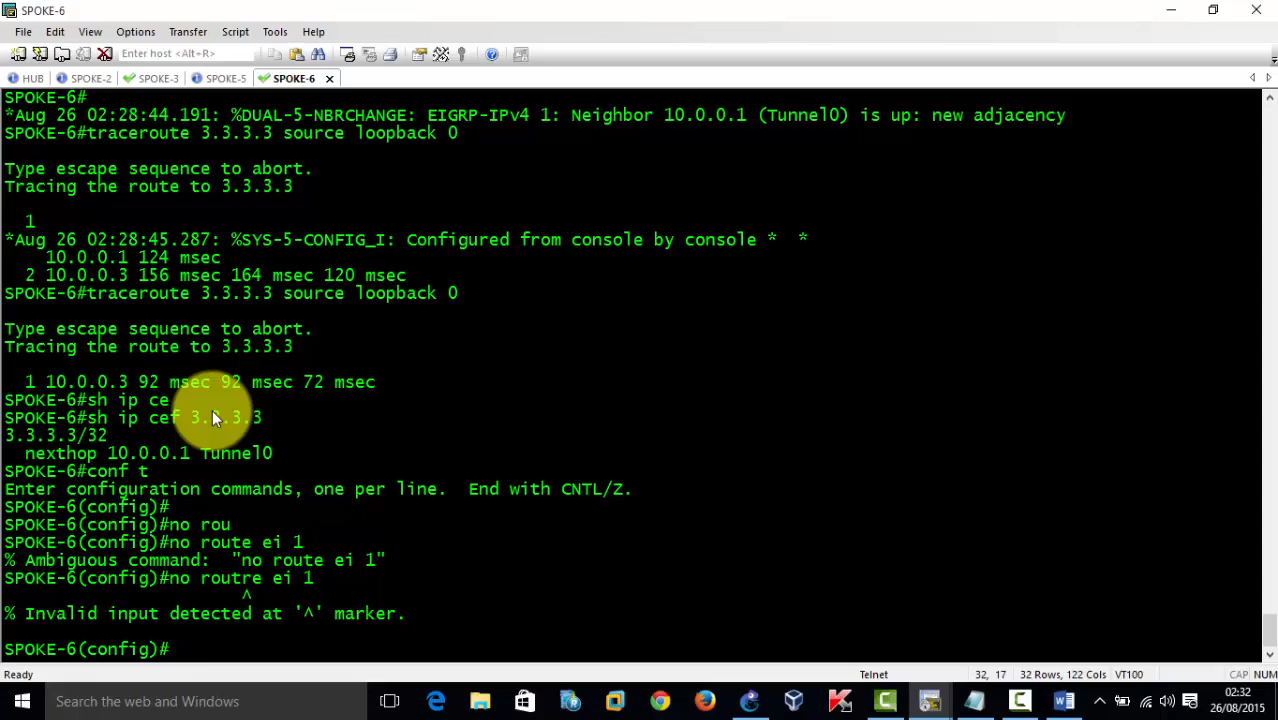 SPOKE-6
File Edit View Options Transfer Script Tools Help
Enter host <Alt+R>
HUB SPOKE-2 SPOKE-3 SPOKE-5 SPOKE-6
SPOKE-6#
*Aug 26 02:28:44.191: %DUAL-5-NBRCHANGE: EIGRP-IPv4 1: Neighbor 10.0.0.1 (Tunnel0) is up: new adjacency
SPOKE-6#traceroute 3.3.3.3 source loopback 0
Type escape sequence to abort.
Tracing the route to 3.3.3.3
1
*Aug 26 02:28:45.287: %SYS-5-CONFIG_I: Configured from console by console *  *
10.0.0.1 124 msec
2 10.0.0.3 156 msec 164 msec 120 msec
SPOKE-6#traceroute 3.3.3.3 source loopback 0
Type escape sequence to abort.
Tracing the route to 3.3.3.3
1 10.0.0.3 92 msec 92 msec 72 msec
SPOKE-6#sh ip ce
SPOKE-6#sh ip cef 3.3.3.3
3.3.3.3/32
nexthop 10.0.0.1 Tunnel0
SPOKE-6#conf t
Enter configuration commands, one per line.  End with CNTL/Z.
SPOKE-6(config)#
SPOKE-6(config)#no rou
SPOKE-6(config)#no route ei 1
% Ambiguous command:  "no route ei 1"
SPOKE-6(config)#no routre ei 1
^
% Invalid input detected at '^' marker.
SPOKE-6(config)#
Ready Telnet 32, 17 32 Rows, 122 Cols VT100 CAP NUM
Search the web and Windows
02:32
26/08/2015